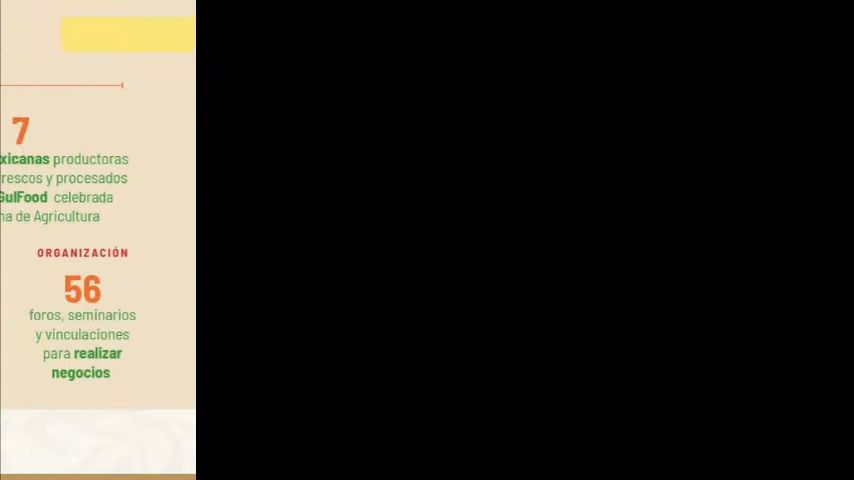 7
xicanas productoras
rescos y procesados
GulFood celebrada
na de Agricultura
ORGANIZACIÓN
56
foros, seminarios
y vinculaciones
para realizar
negocios